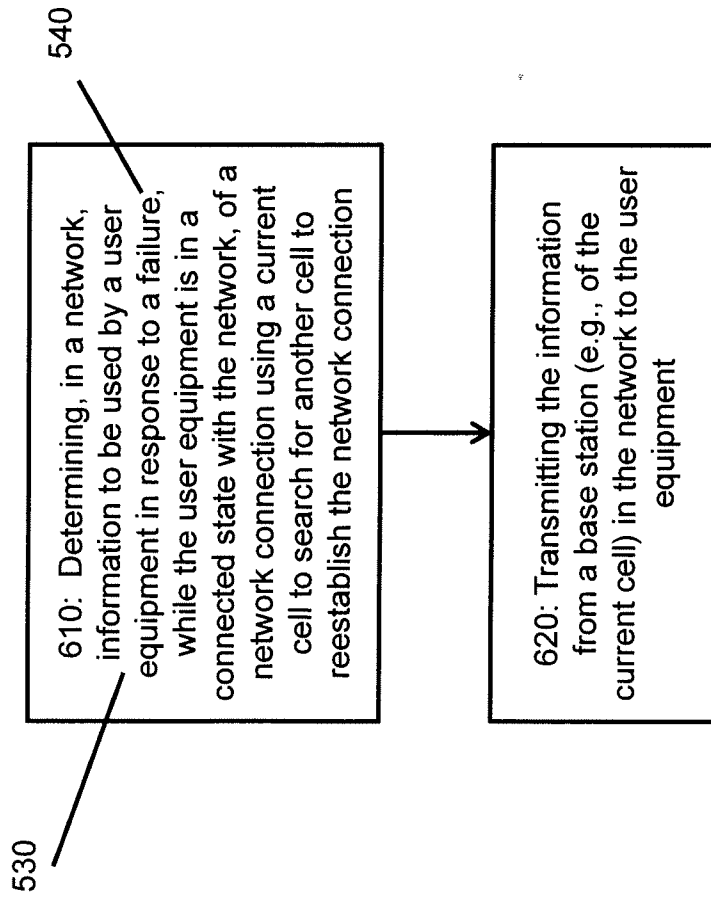 530
540
610: Determining, in a network,
information to be used by a user
equipment in response to a failure,
while the user equipment is in a
connected state with the network, of a
network connection using a current
cell to search for another cell to
reestablish the network connection
620: Transmitting the information
from a base station (e.g., of the
current cell) in the network to the user
equipment